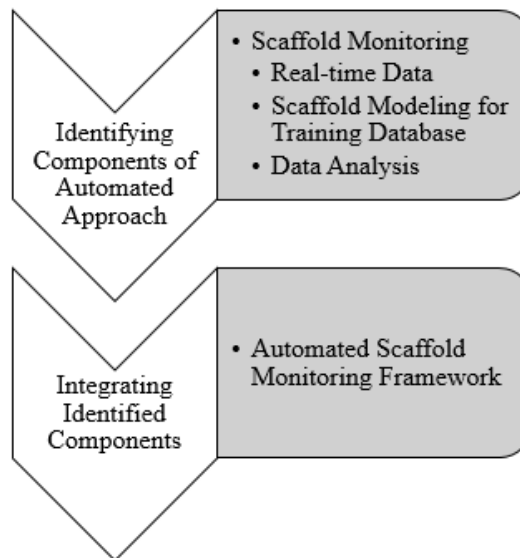 Identifying
Components of
Automated
Approach
• Scaffold Monitoring
• Real-time Data
• Scaffold Modeling for
Training Database
• Data Analysis
Integrating
Identified
Components
• Automated Scaffold
Monitoring Framework